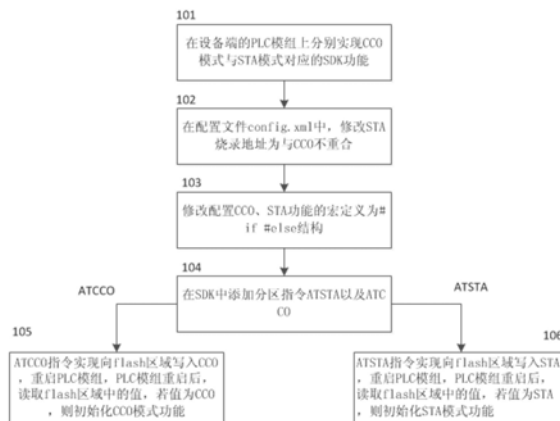 101
在设备端的PLC模组上分别实现CCO
模式与STA模式对应的SDK功能
102
在配置文件config.xml中，修改STA
烧录地址为与CCO不重合
103
修改配置CCO、STA功能的宏定义为#
if #else结构
104
在SDK中添加分区指令ATSTA以及ATC
CO
ATCCO
ATSTA
105
ATCCO指令实现向flash区域写入CCO
，重启PLC模组，PLC模组重启后，
读取flash区域中的值，若值为CCO
，则初始化CCO模式功能
106
ATSTA指令实现向flash区域写入STA
，重启PLC模组，PLC模组重启后，
读取flash区域中的值，若值为STA
，则初始化STA模式功能